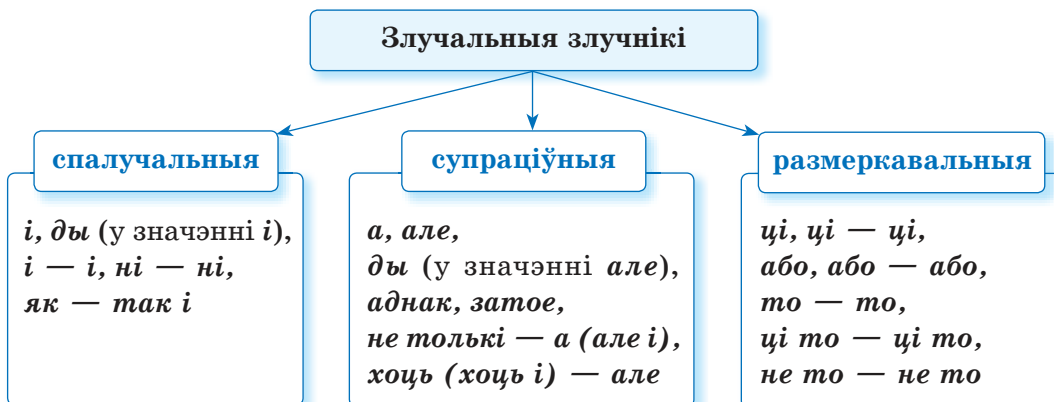 Злучальныя злучнікі
спалучальныя
і, ды (у значэнні і),
і — і, ні — ні,
як — так і
супраціўныя
а, але,
ды (у значэнні але),
аднак, затое,
не толькі — а (але і),
хоць (хоць і) — але
размеркавальныя
ці, ці — ці,
або, або — або,
то — то,
ці то — ці то,
не то — не то